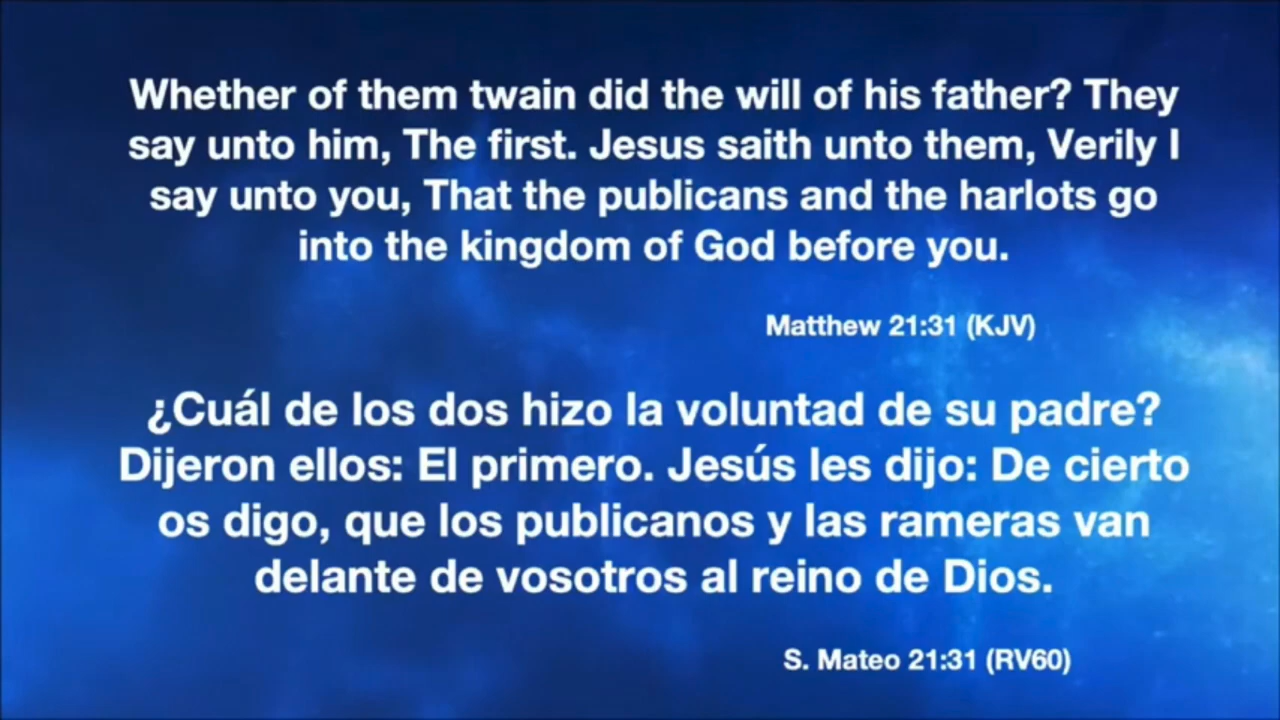 Whether of them twain did the will of his father? They
say unto him, The first. Jesus saith unto them, Verily I
say unto you, That the publicans and the harlots go
into the kingdom of God before you.
Matthew 21:31 (KJV)
¿Cuál de los dos hizo la voluntad de su padre?
Dijeron ellos: El primero. Jesús les dijo: De cierto
os digo, que los publicanos y las rameras van
delante de vosotros al reino de Dios.
S. Mateo 21:31 (RV60)